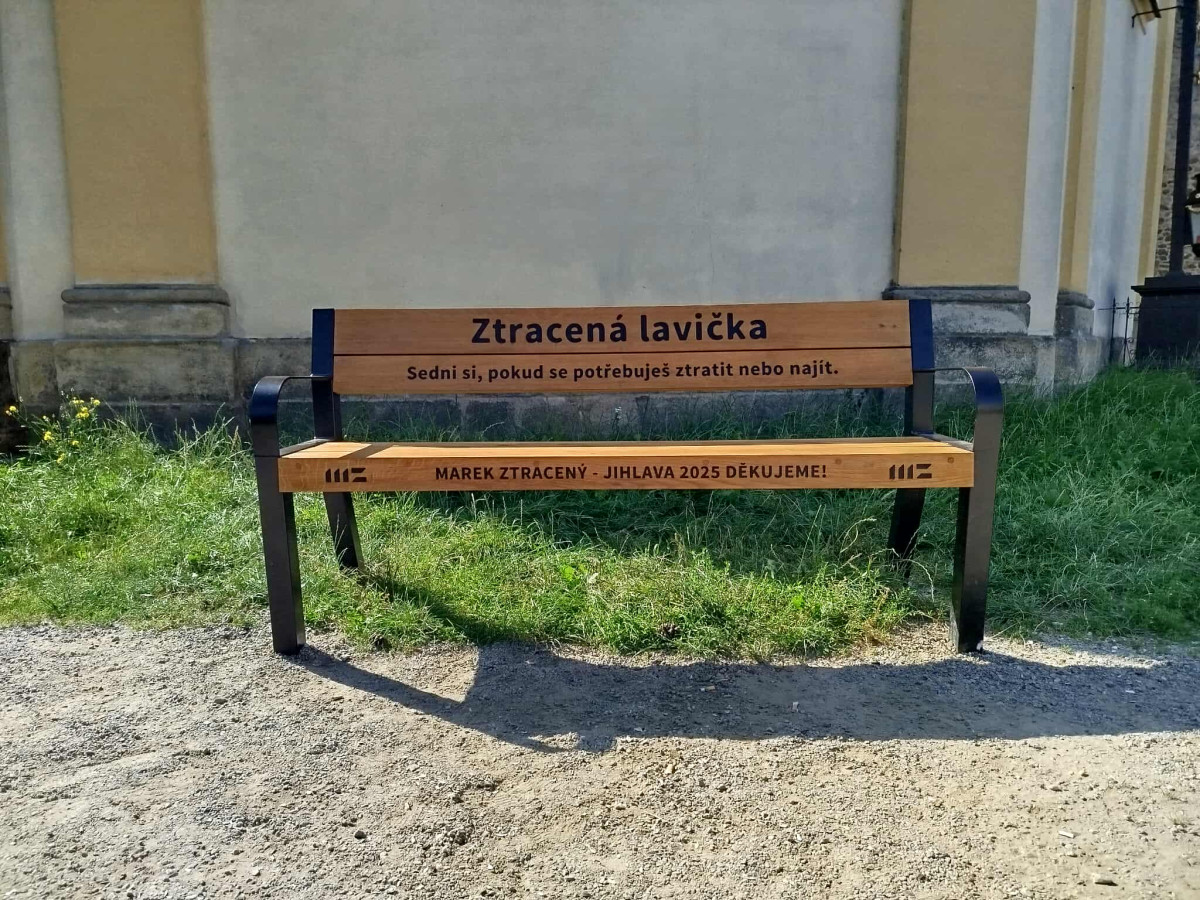 Ztracená lavička
Sedni si, pokud se potřebuješ ztratit nebo najít.
MAREK ZTRACENÝ - JIHLAVA 2025 DĚKUJEME!